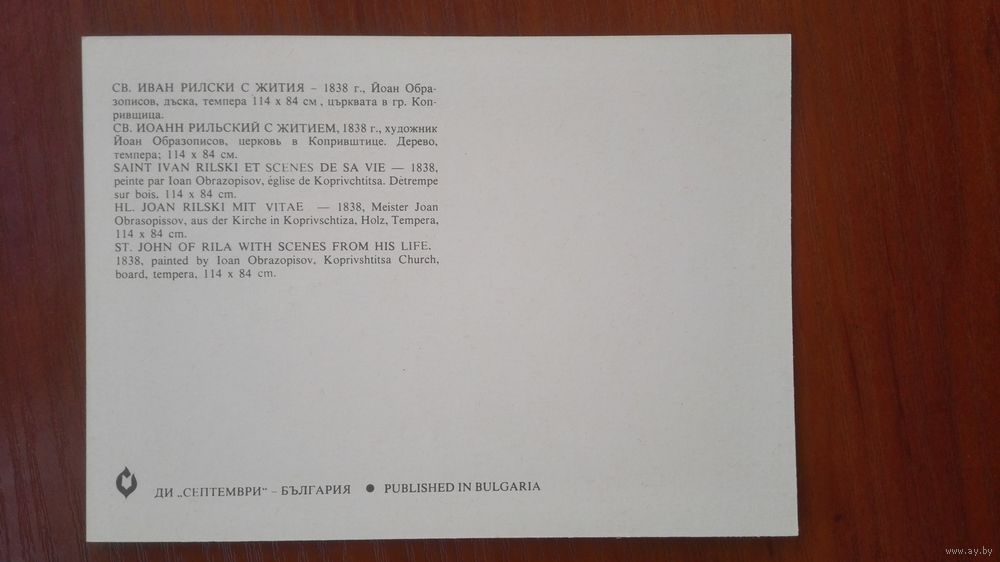 СВ. ИВАН РИЛСКИ С ЖИТИЯ – 1838 г., Йоан Обра-
зописов, дъска, темпера 114 x 84 см , църквата в гр. Коп-
ривщица.
СВ. ИОАНН РИЛЬСКИЙ С ЖИТИЕМ, 1838 г., художник
Йоан Образописов, церковь в Копривштице. Дерево,
темпера; 114 x 84 см.
SAINT IVAN RILSKI ET SCENES DE SA VIE — 1838,
peinte par Ioan Obrazopisov, église de Koprivchtitsa. Détrempe
sur bois. 114 x 84 cm.
HL. JOAN RILSKI MIT VITAE — 1838, Meister Joan
Obrasopissov, aus der Kirche in Koprivschtiza, Holz, Tempera,
114 x 84 cm.
ST. JOHN OF RILA WITH SCENES FROM HIS LIFE.
1838, painted by Ioan Obrazopisov, Koprivshtitsa Church,
board, tempera, 114 x 84 cm.
ДИ „СЕПТЕМВРИ“ – БЪЛГАРИЯ ● PUBLISHED IN BULGARIA
www.ay.by